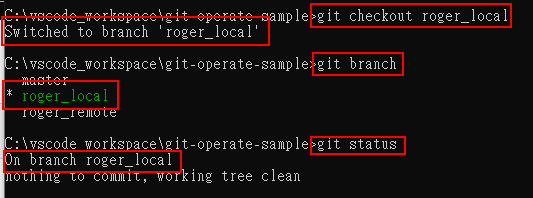 C:\vscode_workspace\git-operate-sample>git checkout roger_local
Switched to branch 'roger_local'
C:\vscode_workspace\git-operate-sample>git branch
master
* roger_local
roger_remote
C:\vscode_workspace\git-operate-sample>git status
On branch roger_local
nothing to commit, working tree clean